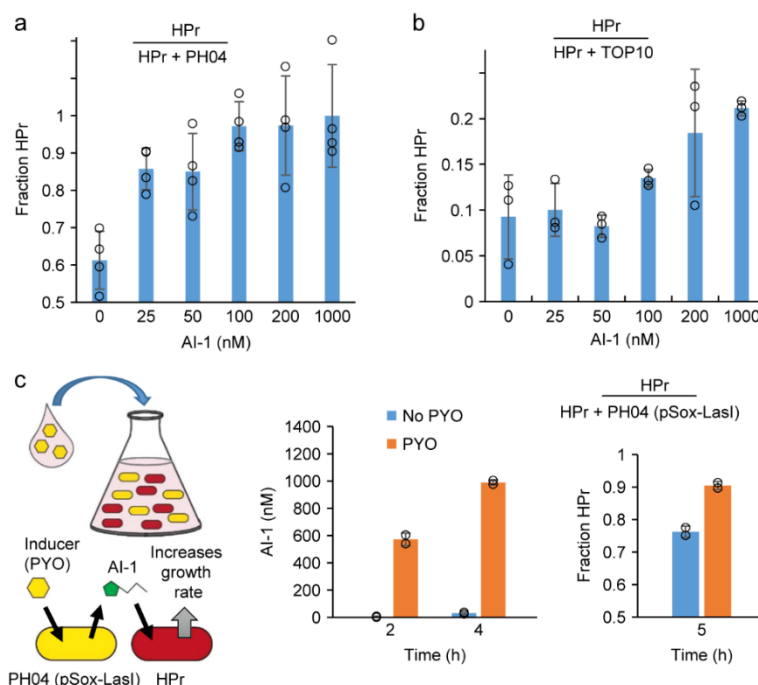 a
HPr
HPr + PH04
Fraction HPr
1
0.9
0.8
0.7
0.6
0.5
0 25 50 100 200 1000
AI-1 (nM)
b
HPr
HPr + TOP10
Fraction HPr
0.2
0.15
0.1
0.05
0
0 25 50 100 200 1000
AI-1 (nM)
c
Inducer
(PYO)
AI-1
Increases
growth
rate
PH04 (pSox-LasI) HPr
No PYO
PYO
AI-1 (nM)
1400
1200
1000
800
600
400
200
0
2 4
Time (h)
HPr
HPr + PH04 (pSox-LasI)
Fraction HPr
1
0.9
0.8
0.7
0.6
0.5
5
Time (h)